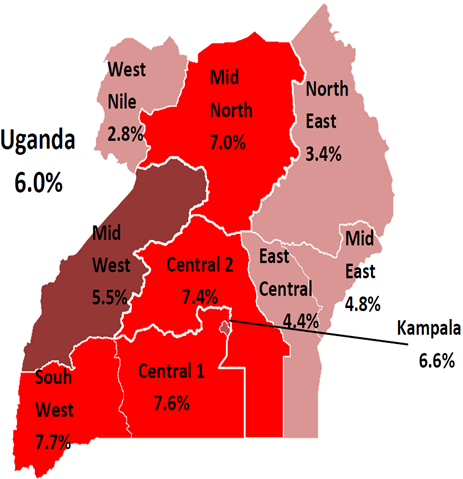 West
Nile
2.8%
Mid
North
7.0%
North
East
3.4%
Uganda
6.0%
Mid
West
5.5%
Central 2
7.4%
East
Central
4.4%
Mid
East
4.8%
Kampala
6.6%
Souh
West
7.7%
Central 1
7.6%